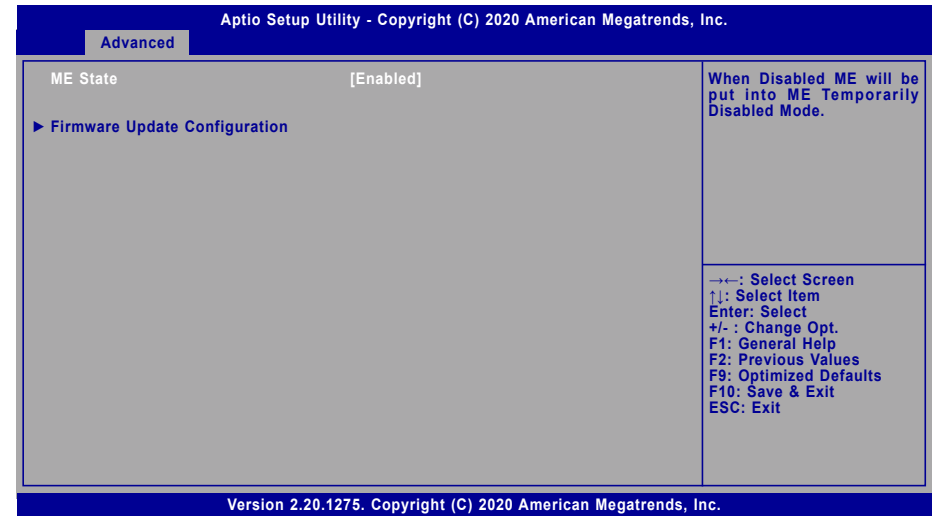 Aptio Setup Utility - Copyright (C) 2020 American Megatrends, Inc.
Advanced
ME State [Enabled]
► Firmware Update Configuration
When Disabled ME will be
put into ME Temporarily
Disabled Mode.
→←: Select Screen
↑↓: Select Item
Enter: Select
+/- : Change Opt.
F1: General Help
F2: Previous Values
F9: Optimized Defaults
F10: Save & Exit
ESC: Exit
Version 2.20.1275. Copyright (C) 2020 American Megatrends, Inc.